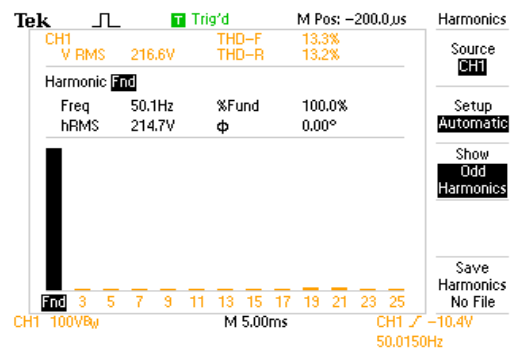 Tek Trig'd M Pos: -200.0µs Harmonics
CH1 THD-F 13.3%
V RMS 216.6V THD-R 13.2%
Source
CH1
Harmonic Fnd
Freq 50.1Hz %Fund 100.0%
hRMS 214.7V ϕ 0.00°
Setup
Automatic
Show
Odd
Harmonics
Save
Harmonics
No File
Fnd 3 5 7 9 11 13 15 17 19 21 23 25
CH1 100VBw M 5.00ms CH1 -10.4V
50.0150Hz